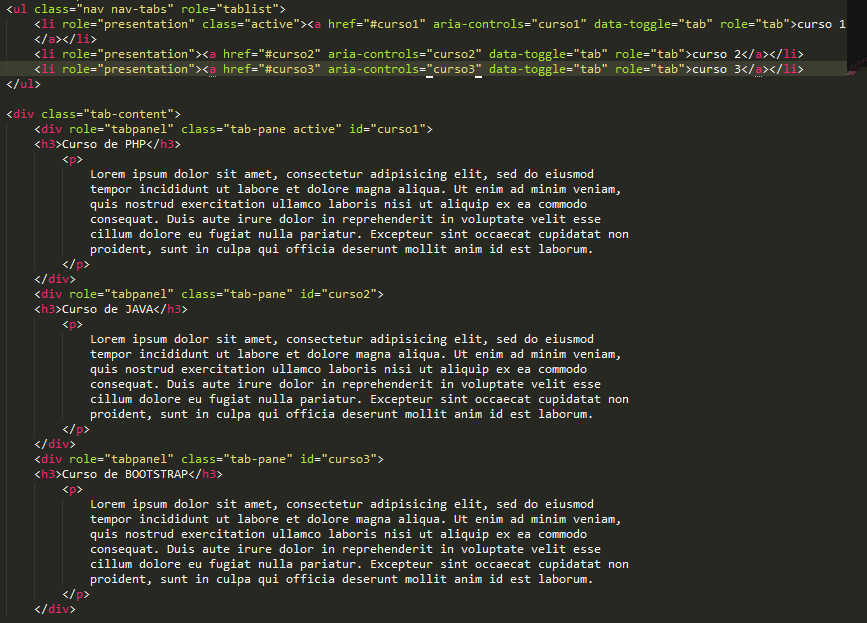 <ul class="nav nav-tabs" role="tablist">
<li role="presentation" class="active"><a href="#curso1" aria-controls="curso1" data-toggle="tab" role="tab">curso 1
</a></li>
<li role="presentation"><a href="#curso2" aria-controls="curso2" data-toggle="tab" role="tab">curso 2</a></li>
<li role="presentation"><a href="#curso3" aria-controls="curso3" data-toggle="tab" role="tab">curso 3</a></li>
</ul>
<div class="tab-content">
<div role="tabpanel" class="tab-pane active" id="curso1">
<h3>Curso de PHP</h3>
<p>
Lorem ipsum dolor sit amet, consectetur adipisicing elit, sed do eiusmod
tempor incididunt ut labore et dolore magna aliqua. Ut enim ad minim veniam,
quis nostrud exercitation ullamco laboris nisi ut aliquip ex ea commodo
consequat. Duis aute irure dolor in reprehenderit in voluptate velit esse
cillum dolore eu fugiat nulla pariatur. Excepteur sint occaecat cupidatat non
proident, sunt in culpa qui officia deserunt mollit anim id est laborum.
</p>
</div>
<div role="tabpanel" class="tab-pane" id="curso2">
<h3>Curso de JAVA</h3>
<p>
Lorem ipsum dolor sit amet, consectetur adipisicing elit, sed do eiusmod
tempor incididunt ut labore et dolore magna aliqua. Ut enim ad minim veniam,
quis nostrud exercitation ullamco laboris nisi ut aliquip ex ea commodo
consequat. Duis aute irure dolor in reprehenderit in voluptate velit esse
cillum dolore eu fugiat nulla pariatur. Excepteur sint occaecat cupidatat non
proident, sunt in culpa qui officia deserunt mollit anim id est laborum.
</p>
</div>
<div role="tabpanel" class="tab-pane" id="curso3">
<h3>Curso de BOOTSTRAP</h3>
<p>
Lorem ipsum dolor sit amet, consectetur adipisicing elit, sed do eiusmod
tempor incididunt ut labore et dolore magna aliqua. Ut enim ad minim veniam,
quis nostrud exercitation ullamco laboris nisi ut aliquip ex ea commodo
consequat. Duis aute irure dolor in reprehenderit in voluptate velit esse
cillum dolore eu fugiat nulla pariatur. Excepteur sint occaecat cupidatat non
proident, sunt in culpa qui officia deserunt mollit anim id est laborum.
</p>
</div>